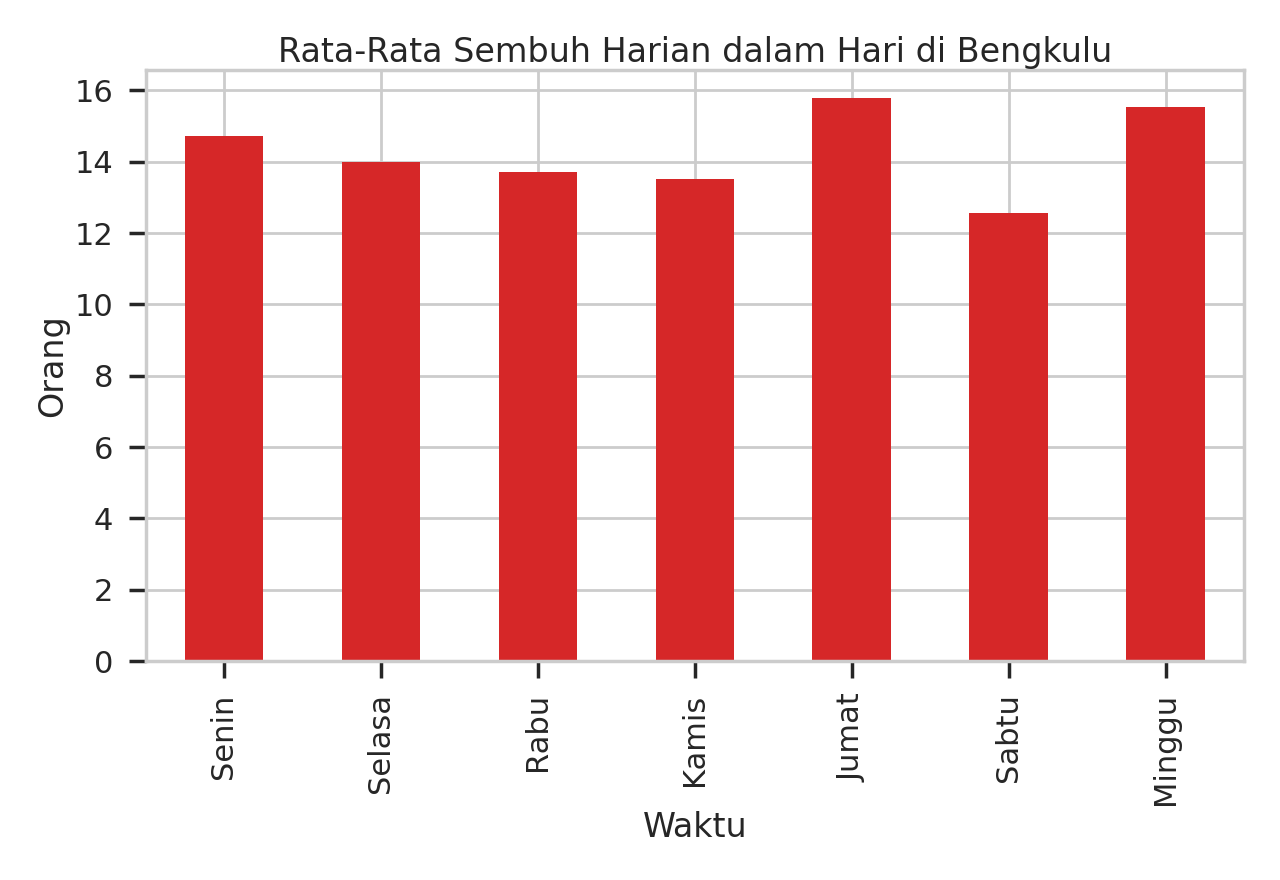 Rata-Rata Sembuh Harian dalam Hari di Bengkulu
16
14
12
10
8
6
4
2
0
Orang
Senin
Selasa
Rabu
Kamis
Jumat
Sabtu
Minggu
Waktu